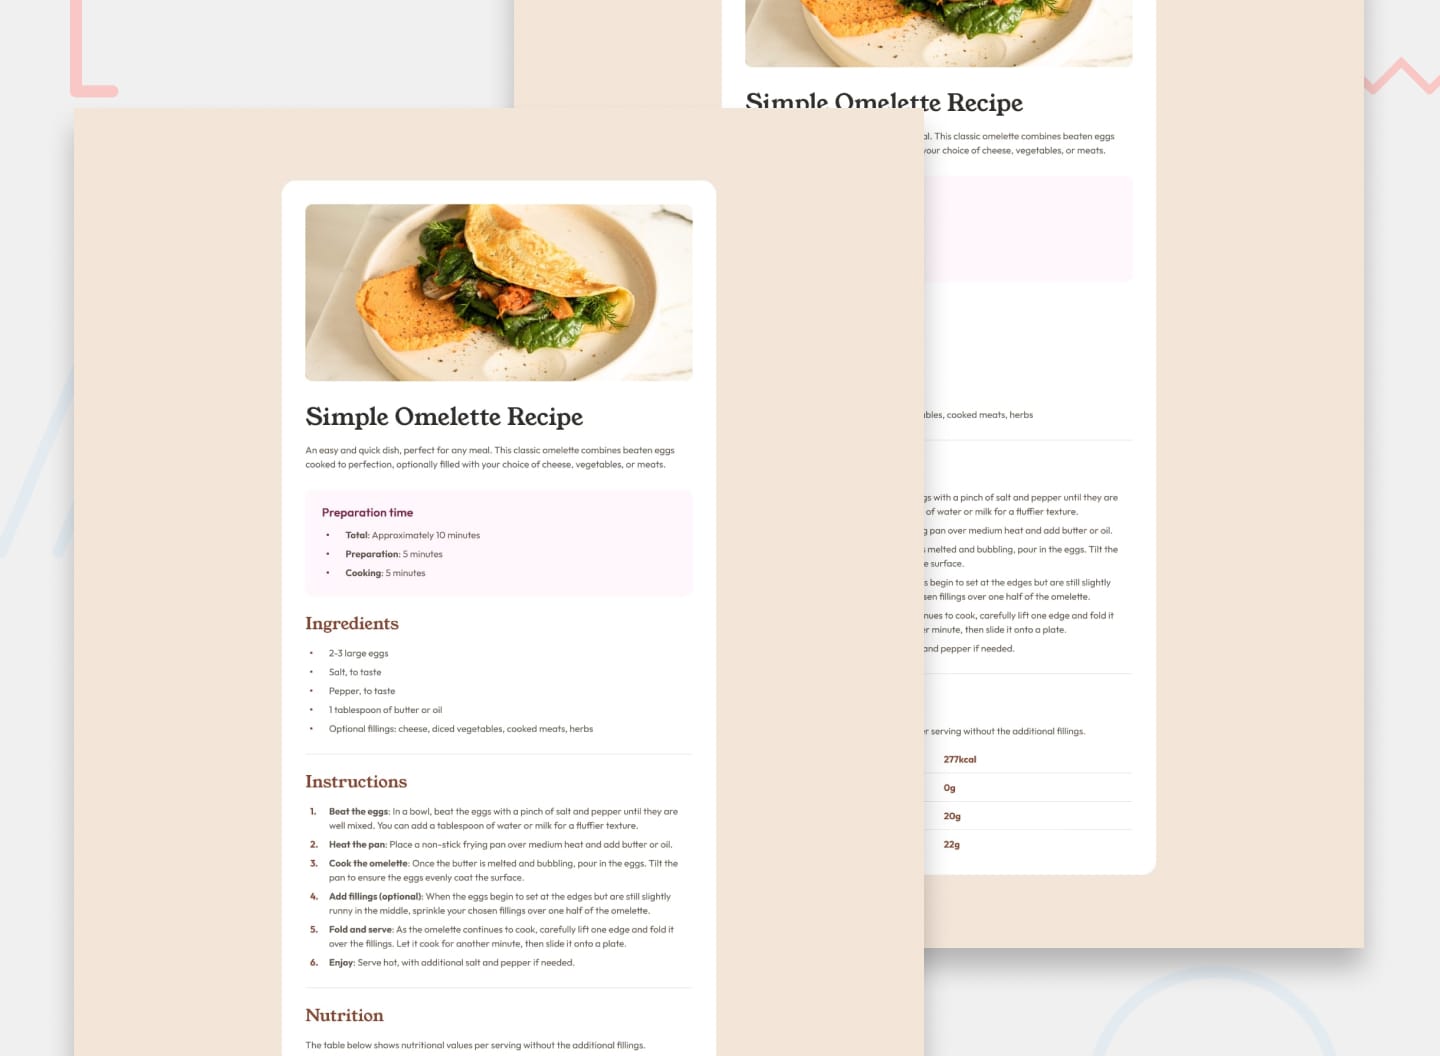 Simple Omelette Recipe
An easy and quick dish, perfect for any meal. This classic omelette combines beaten eggs
cooked to perfection, optionally filled with your choice of cheese, vegetables, or meats.
Preparation time
• Total: Approximately 10 minutes
• Preparation: 5 minutes
• Cooking: 5 minutes
Ingredients
• 2-3 large eggs
• Salt, to taste
• Pepper, to taste
• 1 tablespoon of butter or oil
• Optional fillings: cheese, diced vegetables, cooked meats, herbs
Instructions
1. Beat the eggs: In a bowl, beat the eggs with a pinch of salt and pepper until they are
well mixed. You can add a tablespoon of water or milk for a fluffier texture.
2. Heat the pan: Place a non-stick frying pan over medium heat and add butter or oil.
3. Cook the omelette: Once the butter is melted and bubbling, pour in the eggs. Tilt the
pan to ensure the eggs evenly coat the surface.
4. Add fillings (optional): When the eggs begin to set at the edges but are still slightly
runny in the middle, sprinkle your chosen fillings over one half of the omelette.
5. Fold and serve: As the omelette continues to cook, carefully lift one edge and fold it
over the fillings. Let it cook for another minute, then slide it onto a plate.
6. Enjoy: Serve hot, with additional salt and pepper if needed.
Nutrition
The table below shows nutritional values per serving without the additional fillings.
Simple Omelette Recipe
This classic omelette combines beaten eggs
your choice of cheese, vegetables, or meats.
cooked meats, herbs
with a pinch of salt and pepper until they are
of water or milk for a fluffier texture.
pan over medium heat and add butter or oil.
melted and bubbling, pour in the eggs. Tilt the
surface.
begin to set at the edges but are still slightly
fillings over one half of the omelette.
to cook, carefully lift one edge and fold it
minute, then slide it onto a plate.
and pepper if needed.
serving without the additional fillings.
277kcal
0g
20g
22g